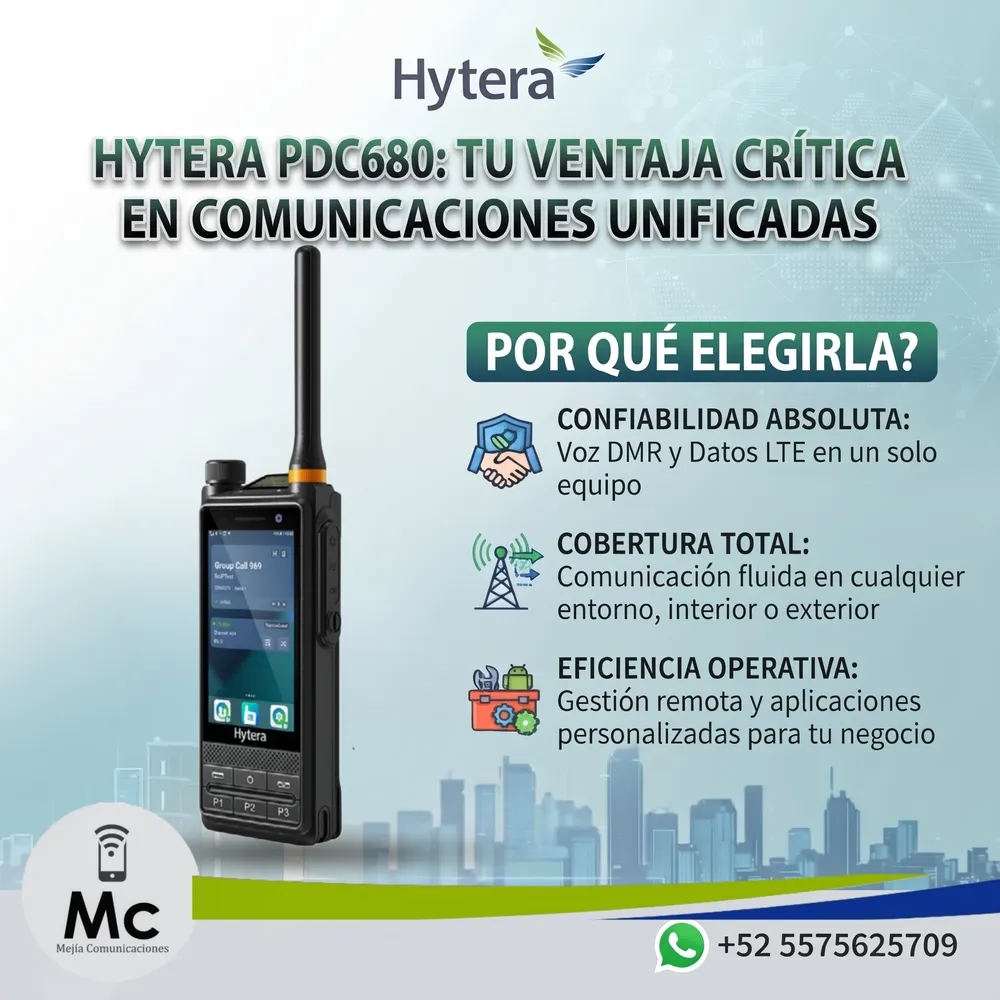 Hytera
HYTERA PDC680: TU VENTAJA CRÍTICA
EN COMUNICACIONES UNIFICADAS
POR QUÉ ELEGIRLA?
CONFIABILIDAD ABSOLUTA:
Voz DMR y Datos LTE en un solo
equipo
COBERTURA TOTAL:
Comunicación fluida en cualquier
entorno, interior o exterior
EFICIENCIA OPERATIVA:
Gestión remota y aplicaciones
personalizadas para tu negocio
Group Call 969
Hytera
P1 P2 P3
Mc
Mejía Comunicaciones
+52 5575625709